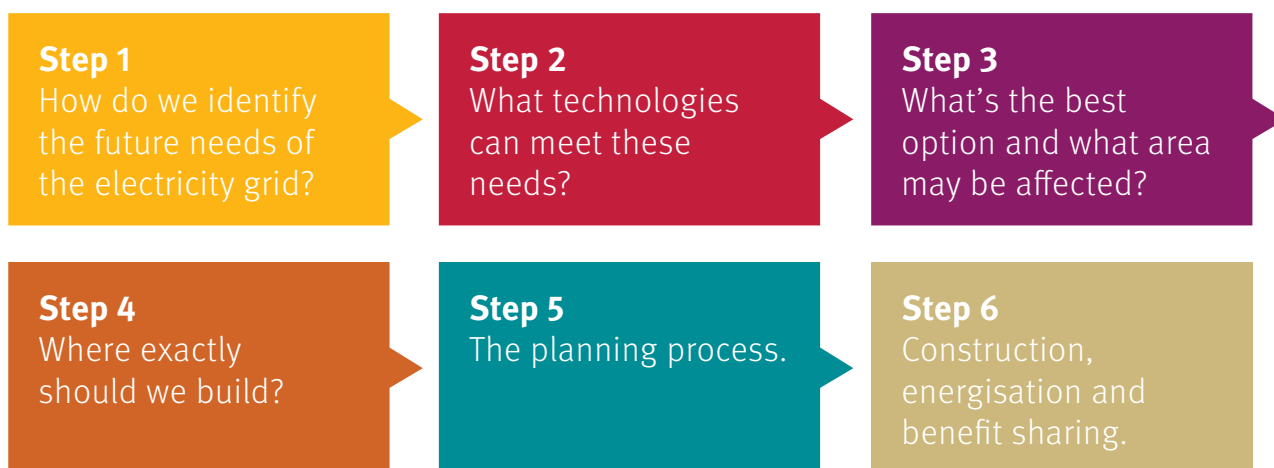 Step 1
How do we identify
the future needs of
the electricity grid?
Step 2
What technologies
can meet these
needs?
Step 3
What’s the best
option and what area
may be affected?
Step 4
Where exactly
should we build?
Step 5
The planning process.
Step 6
Construction,
energisation and
benefit sharing.